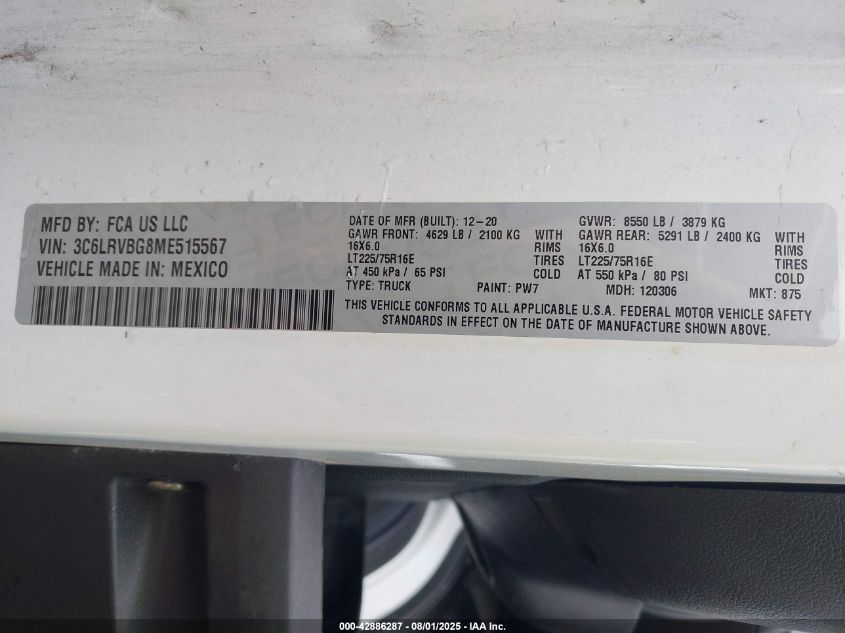 MFD BY: FCA US LLC
VIN: 3C6LRVBG8ME515567
VEHICLE MADE IN: MEXICO
DATE OF MFR (BUILT): 12-20 GVWR: 8550 LB / 3879 KG
GAWR FRONT: 4629 LB / 2100 KG WITH GAWR REAR: 5291 LB / 2400 KG WITH
16X6.0 RIMS 16X6.0 RIMS
LT225/75R16E TIRES LT225/75R16E TIRES
AT 450 kPa / 65 PSI COLD AT 550 kPa / 80 PSI COLD
TYPE: TRUCK PAINT: PW7 MDH: 120306 MKT: 875
THIS VEHICLE CONFORMS TO ALL APPLICABLE U.S.A. FEDERAL MOTOR VEHICLE SAFETY
STANDARDS IN EFFECT ON THE DATE OF MANUFACTURE SHOWN ABOVE.
000-42886287 - 08/01/2025 - IAA Inc.